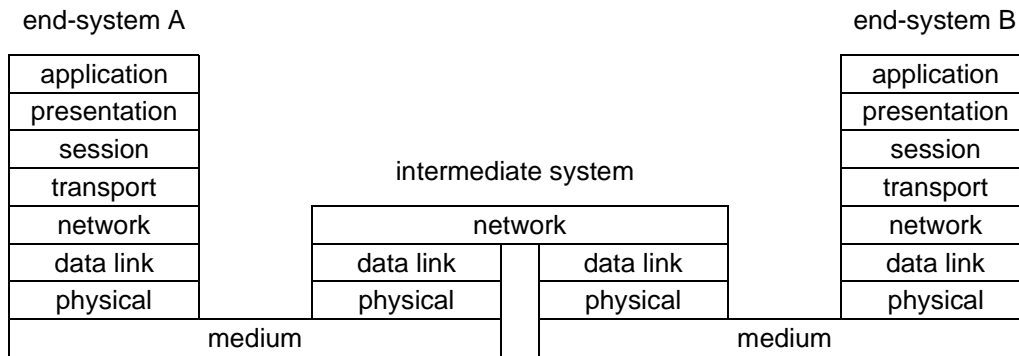 end-system A
end-system B
application
presentation
session
transport
network
data link
physical
intermediate system
network
data link
data link
physical
physical
application
presentation
session
transport
network
data link
physical
medium
medium